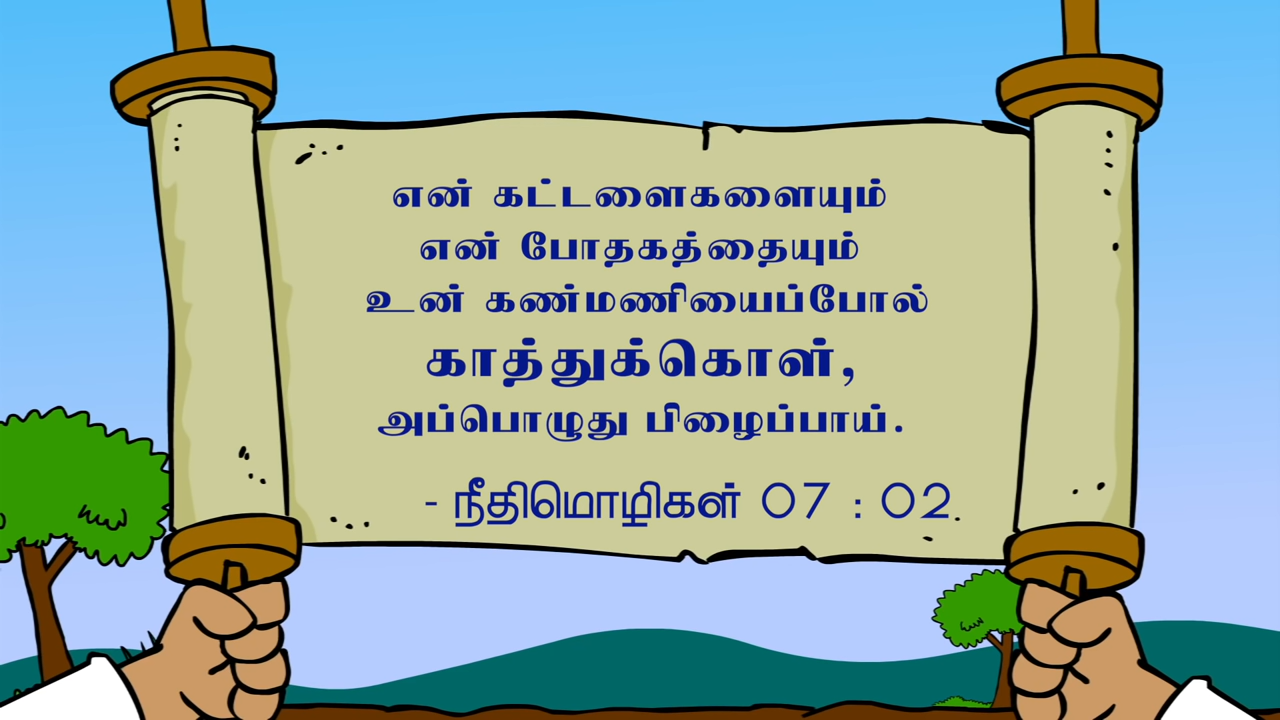 என் கட்டளைகளையும்
என் போதகத்தையும்
உன் கண்மணியைப்போல்
காத்துக்கொள்,
அப்பொழுது பிழைப்பாய்.
- நீதிமொழிகள் 07 : 02